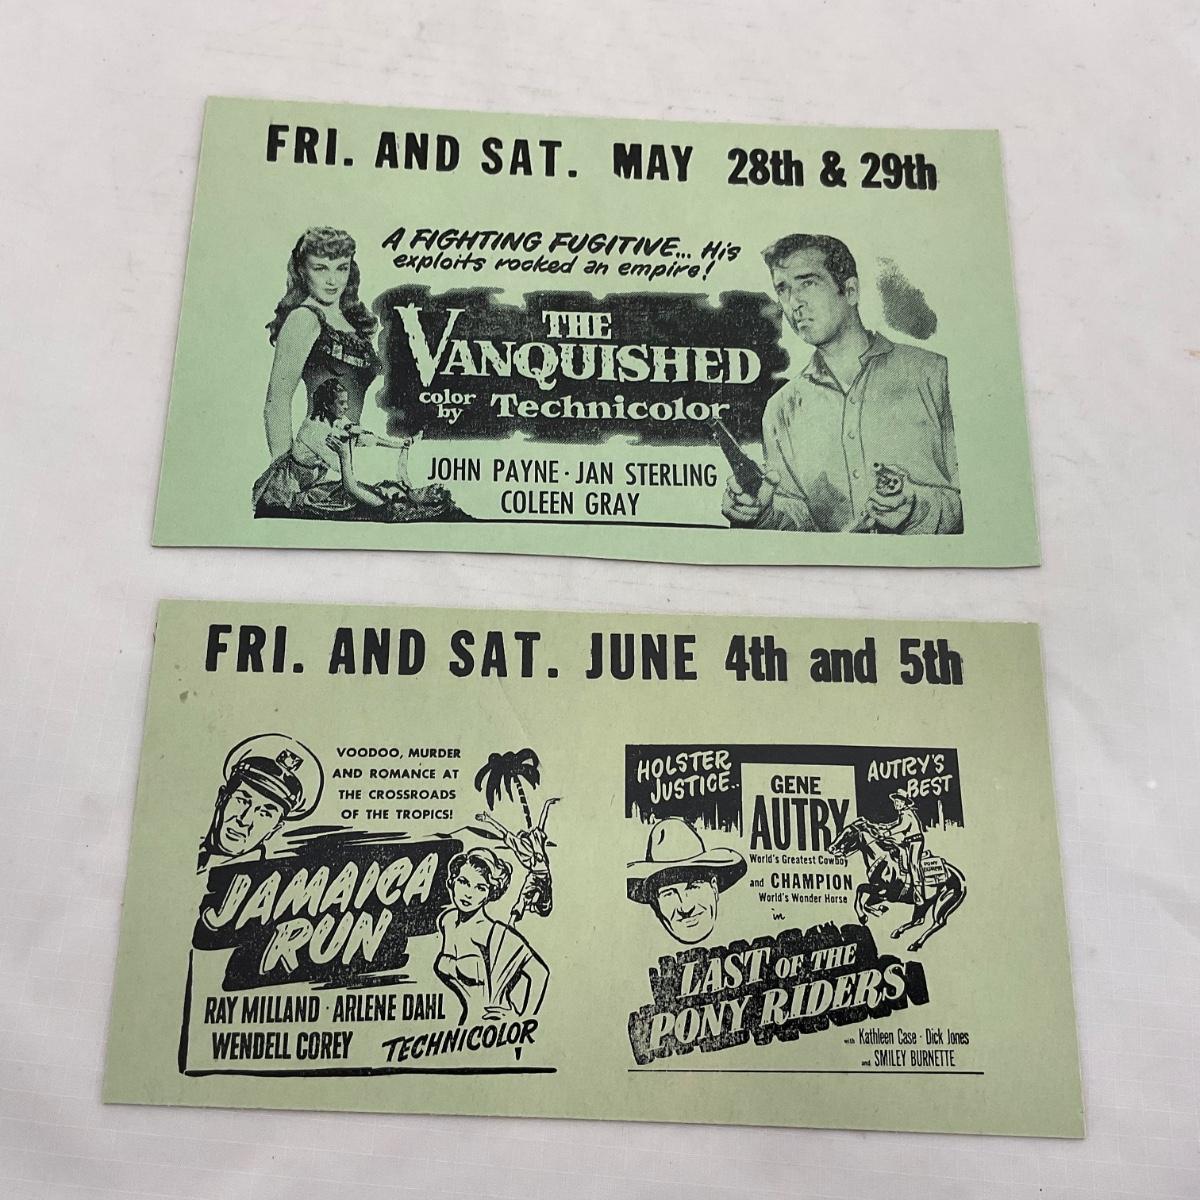 FRI. AND SAT. MAY 28th & 29th
A FIGHTING FUGITIVE... His
exploits rocked an empire!
THE
VANQUISHED
color by Technicolor
JOHN PAYNE · JAN STERLING
COLEEN GRAY
FRI. AND SAT. JUNE 4th and 5th
VOODOO, MURDER
AND ROMANCE AT
THE CROSSROADS
OF THE TROPICS!
JAMAICA
RUN
RAY MILLAND · ARLENE DAHL
WENDELL COREY
TECHNICOLOR
HOLSTER
JUSTICE..
GENE
AUTRY
World's Greatest Cowboy
and CHAMPION
World's Wonder Horse
in
AUTRY'S
BEST
PONY EXPRESS
LAST OF THE
PONY RIDERS
with Kathleen Case · Dick Jones
and SMILEY BURNETTE